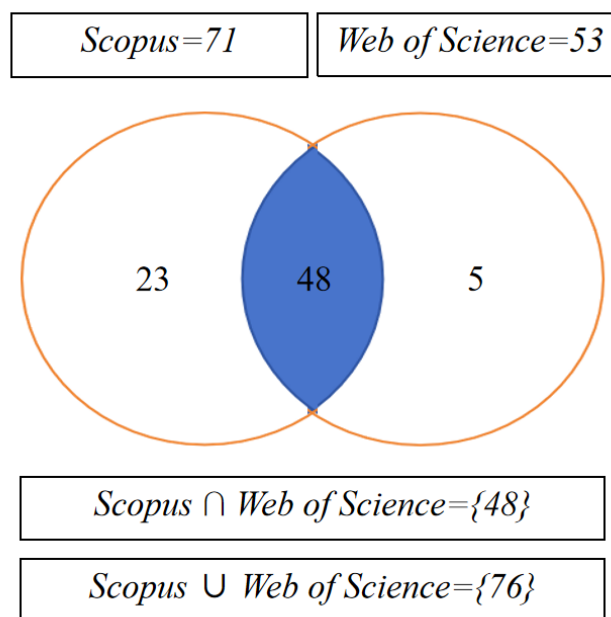 Scopus=71
Web of Science=53
23
48
5
Scopus ∩ Web of Science={48}
Scopus ∪ Web of Science={76}